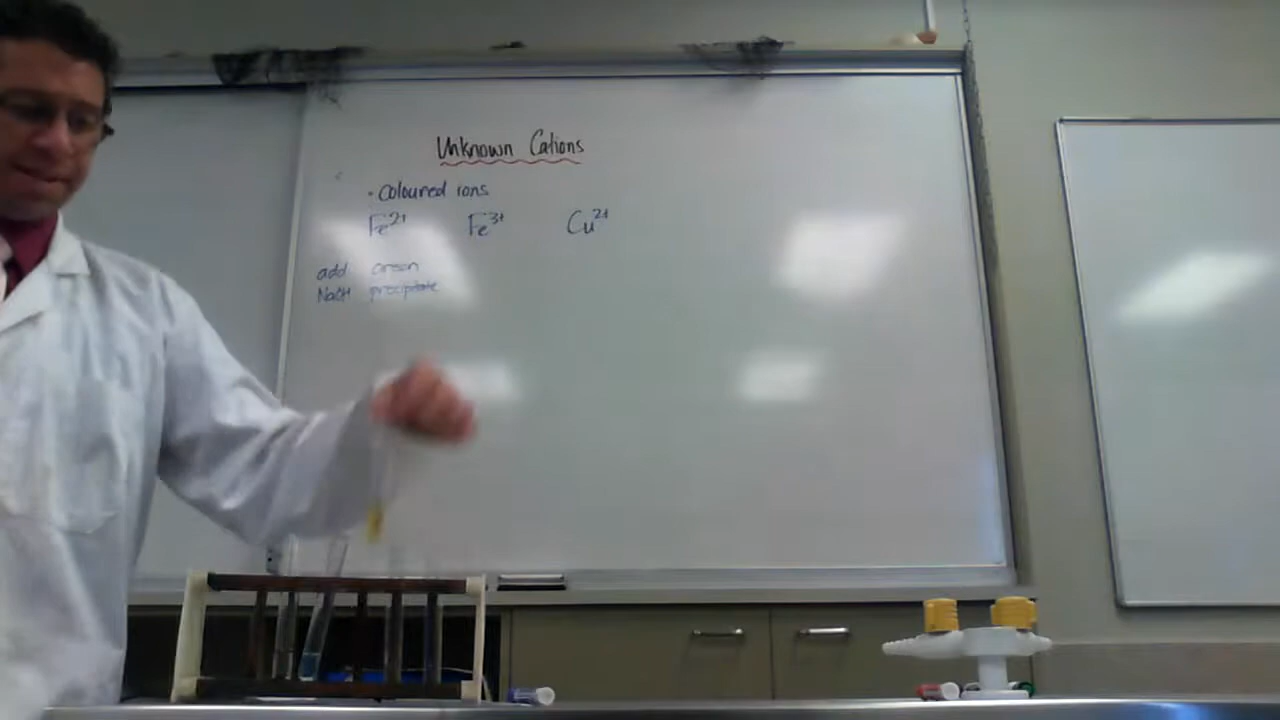 Unknown Cations
• coloured ions
Fe²⁺ Fe³⁺ Cu²⁺
add green
NaOH precipitate